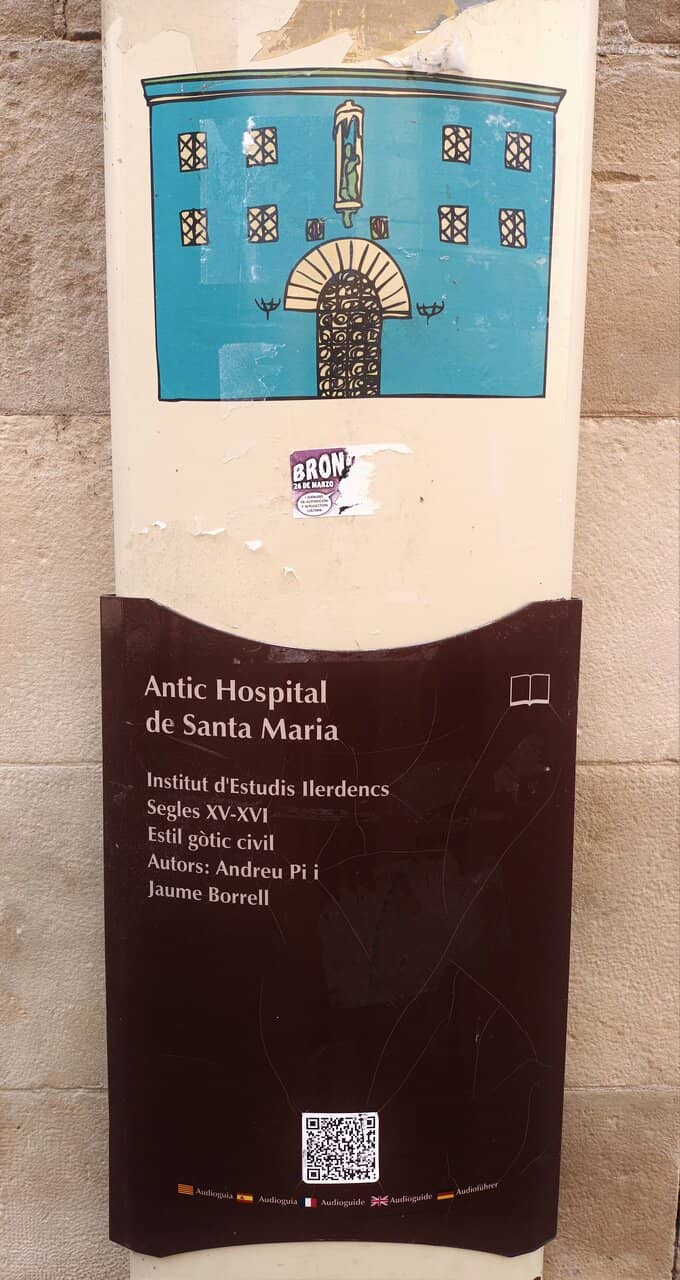 BRON
26 DE MARZO
Antic Hospital
de Santa Maria
Institut d'Estudis Ilerdencs
Segles XV-XVI
Estil gòtic civil
Autors: Andreu Pi i
Jaume Borrell
Audioguia Audioguia Audioguide Audioguide Audioführer